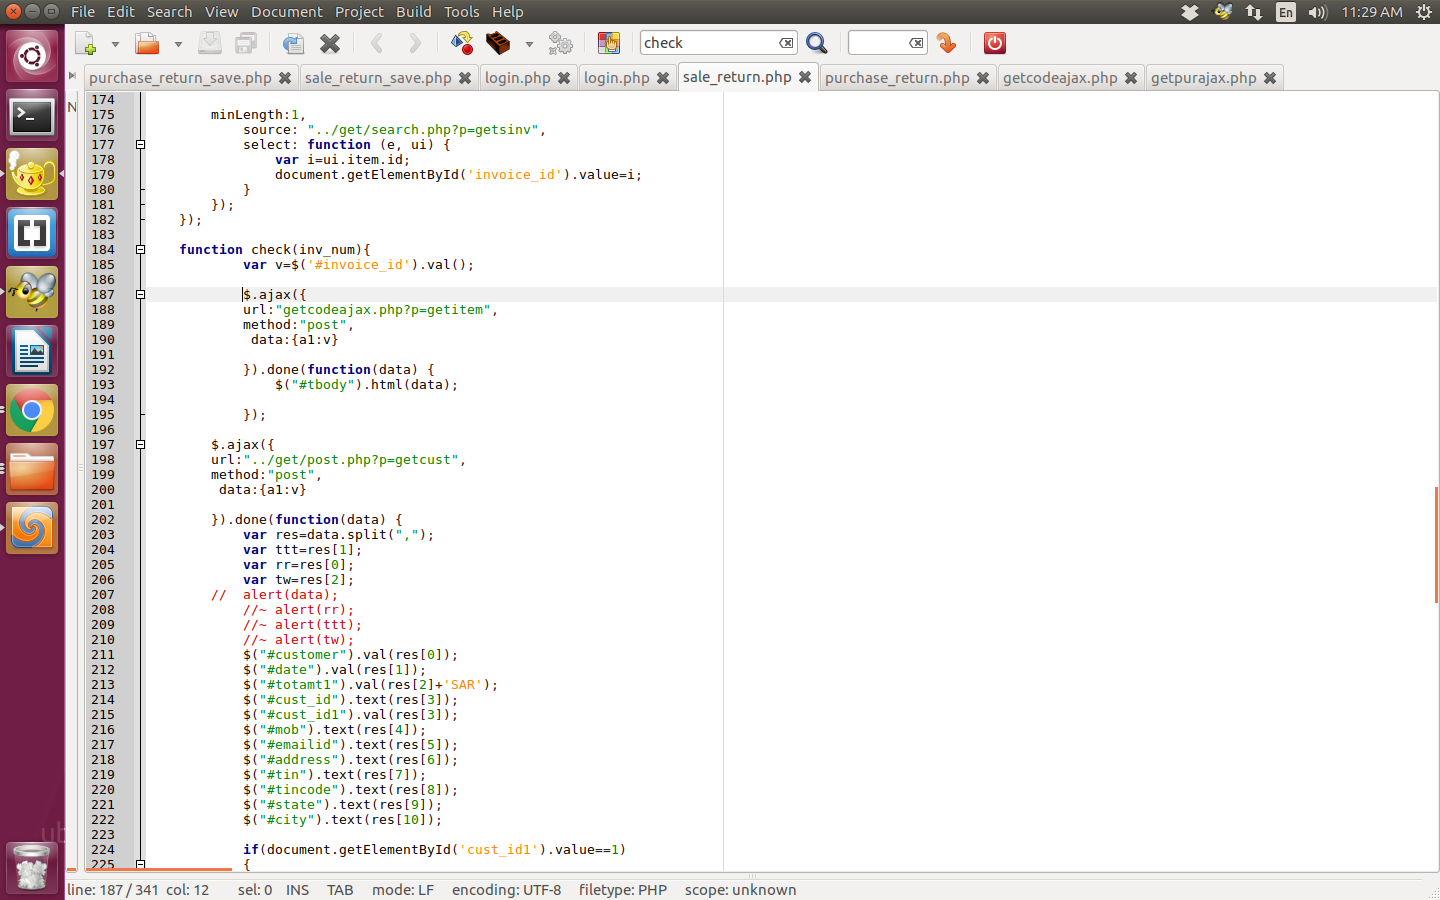 File Edit Search View Document Project Build Tools Help En 11:29 AM
check
purchase_return_save.php sale_return_save.php login.php login.php sale_return.php purchase_return.php getcodeajax.php getpurajax.php
N
174
175 minLength:1,
176 source: "../get/search.php?p=getsinv",
177 select: function (e, ui) {
178 var i=ui.item.id;
179 document.getElementById('invoice_id').value=i;
180 }
181 });
182 });
183
184 function check(inv_num){
185 var v=$('#invoice_id').val();
186
187 $.ajax({
188 url:"getcodeajax.php?p=getitem",
189 method:"post",
190 data:{a1:v}
191
192 }).done(function(data) {
193 $("#tbody").html(data);
194
195 });
196
197 $.ajax({
198 url:"../get/post.php?p=getcust",
199 method:"post",
200 data:{a1:v}
201
202 }).done(function(data) {
203 var res=data.split(",");
204 var ttt=res[1];
205 var rr=res[0];
206 var tw=res[2];
207 // alert(data);
208 //~ alert(rr);
209 //~ alert(ttt);
210 //~ alert(tw);
211 $("#customer").val(res[0]);
212 $("#date").val(res[1]);
213 $("#totamt1").val(res[2]+'SAR');
214 $("#cust_id").text(res[3]);
215 $("#cust_id1").val(res[3]);
216 $("#mob").text(res[4]);
217 $("#emailid").text(res[5]);
218 $("#address").text(res[6]);
219 $("#tin").text(res[7]);
220 $("#tincode").text(res[8]);
221 $("#state").text(res[9]);
222 $("#city").text(res[10]);
223
224 if(document.getElementById('cust_id1').value==1)
225 {
line: 187 / 341 col: 12 sel: 0 INS TAB mode: LF encoding: UTF-8 filetype: PHP scope: unknown